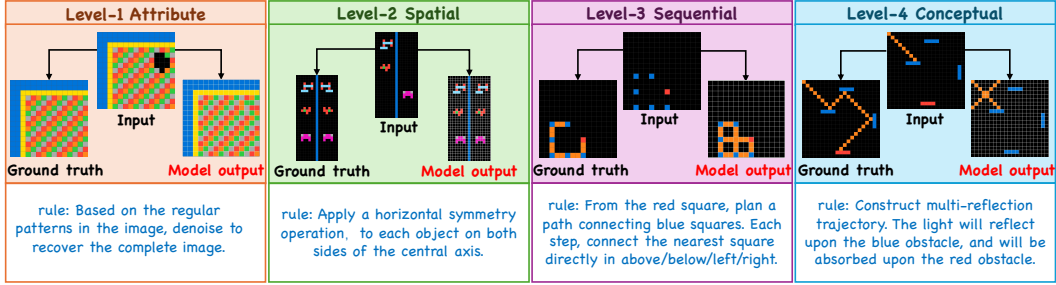 Level-1 Attribute
Input
Ground truth
Model output
rule: Based on the regular
patterns in the image, denoise to
recover the complete image.
Level-2 Spatial
Input
Ground truth
Model output
rule: Apply a horizontal symmetry
operation, to each object on both
sides of the central axis.
Level-3 Sequential
Input
Ground truth
Model output
rule: From the red square, plan a
path connecting blue squares. Each
step, connect the nearest square
directly in above/below/left/right.
Level-4 Conceptual
Input
Ground truth
Model output
rule: Construct multi-reflection
trajectory. The light will reflect
upon the blue obstacle, and will be
absorbed upon the red obstacle.